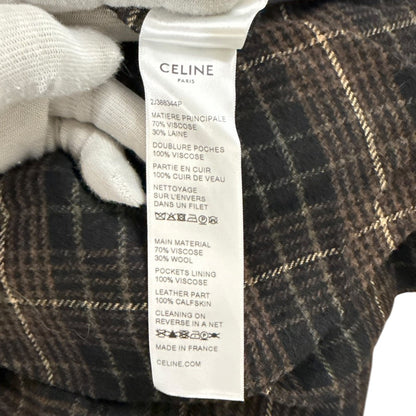 CELINE
PARIS
2J388344P
MATIERE PRINCIPALE
70% VISCOSE
30% LAINE
DOUBLURE POCHES
100% VISCOSE
PARTIE EN CUIR
100% CUIR DE VEAU
NETTOYAGE
SUR L'ENVERS
DANS UN FILET
MAIN MATERIAL
70% VISCOSE
30% WOOL
POCKETS LINING
100% VISCOSE
LEATHER PART
100% CALFSKIN
CLEANING ON
REVERSE IN A NET
MADE IN FRANCE
CELINE.COM